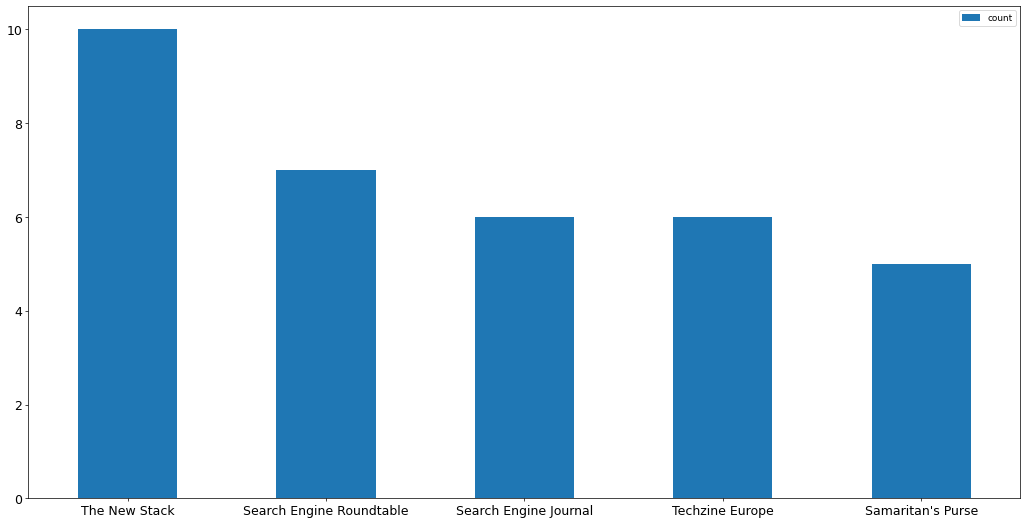 count
10
8
6
4
2
0
The New Stack
Search Engine Roundtable
Search Engine Journal
Techzine Europe
Samaritan's Purse